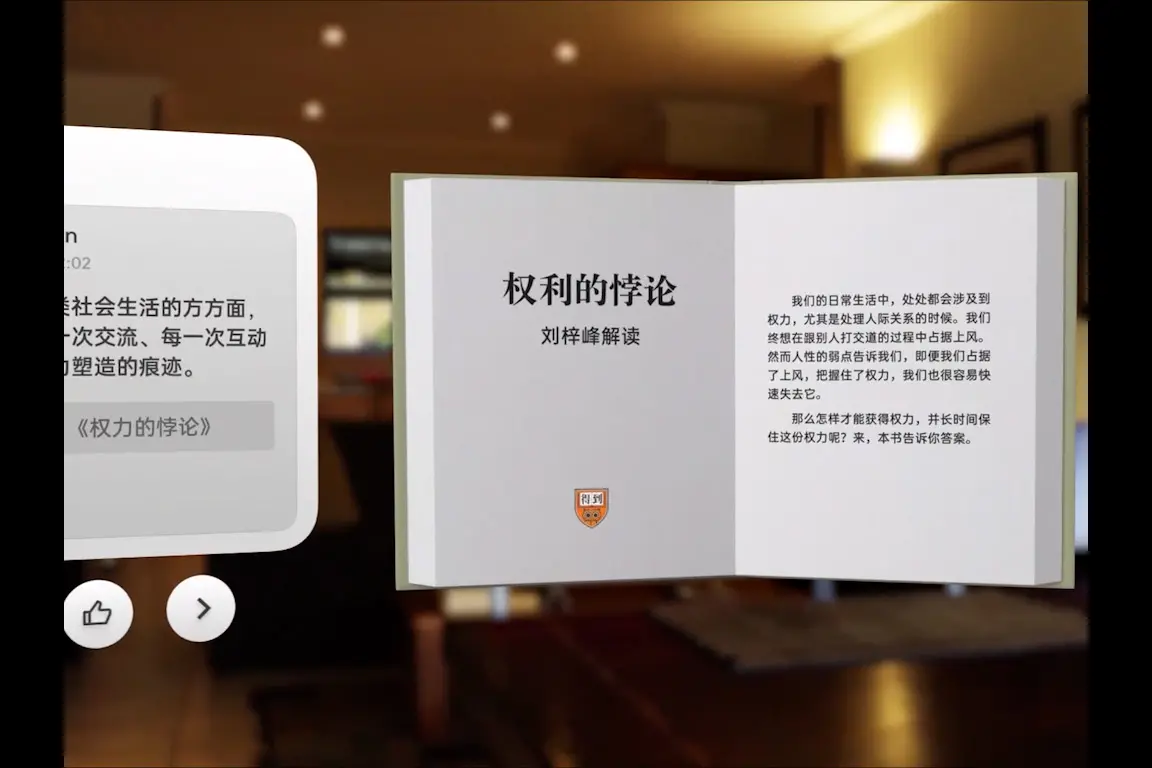 n
:02
社会生活的方方面，
一次交流、每一次互动
塑造的痕迹。
《权力的悖论》
权利的悖论
刘梓峰解读
得到
我们的日常生活中，处处都会涉及到
权力，尤其是处理人际关系的时候。我们
终想在跟别人打交道的过程中占据上风。
然而人性的弱点告诉我们，即便我们占据
了上风，把握住了权力，我们也很容易快
速失去它。
那么怎样才能获得权力，并长时间保
住这份权力呢？来，本书告诉你答案。